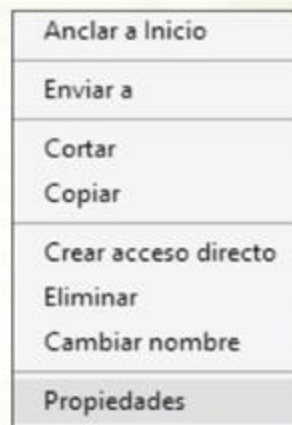 Anclar a Inicio
Enviar a
Cortar
Copiar
Crear acceso directo
Eliminar
Cambiar nombre
Propiedades